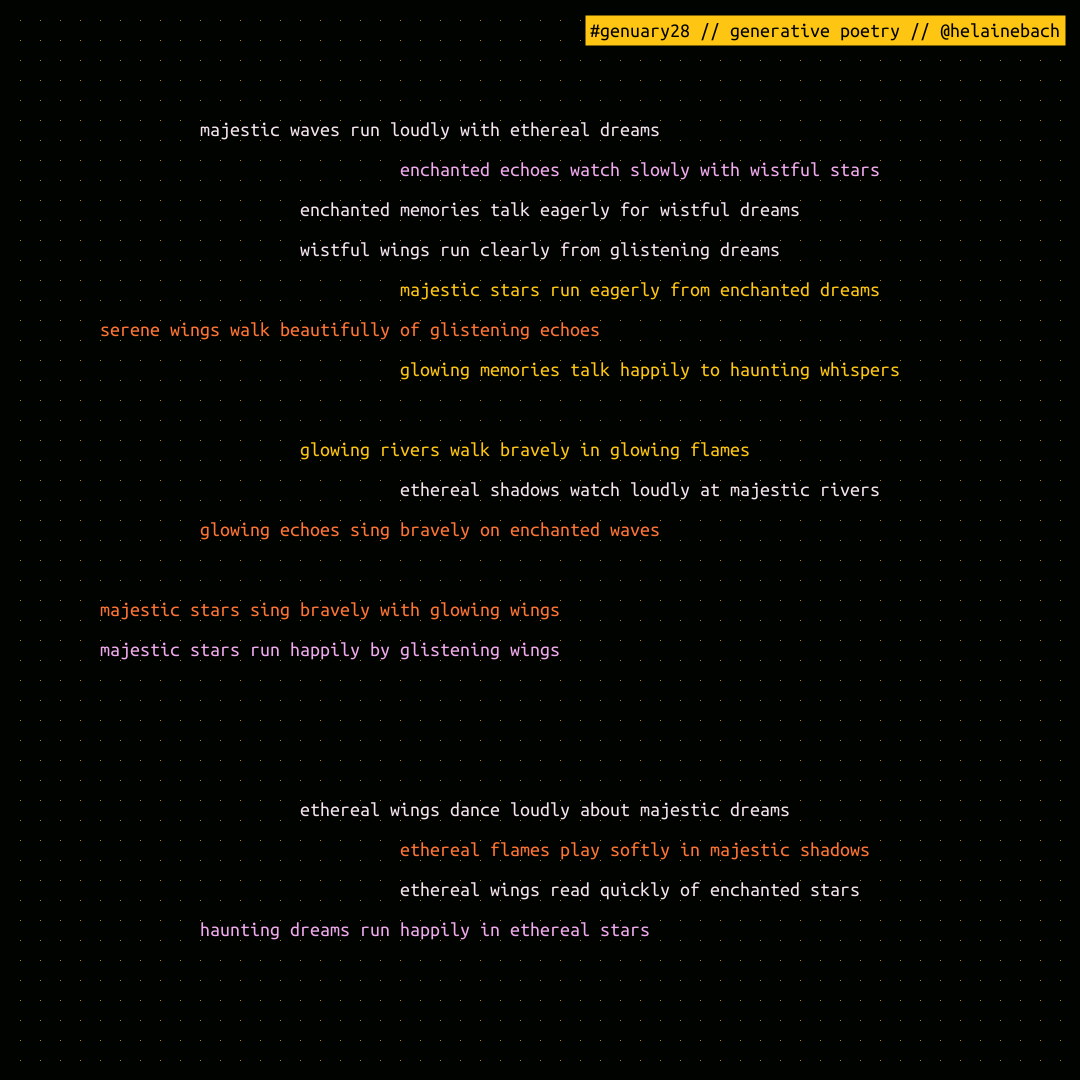 #genuary28 // generative poetry // @helainebach
majestic waves run loudly with ethereal dreams
enchanted echoes watch slowly with wistful stars
enchanted memories talk eagerly for wistful dreams
wistful wings run clearly from glistening dreams
majestic stars run eagerly from enchanted dreams
serene wings walk beautifully of glistening echoes
glowing memories talk happily to haunting whispers
glowing rivers walk bravely in glowing flames
ethereal shadows watch loudly at majestic rivers
glowing echoes sing bravely on enchanted waves
majestic stars sing bravely with glowing wings
majestic stars run happily by glistening wings
ethereal wings dance loudly about majestic dreams
ethereal flames play softly in majestic shadows
ethereal wings read quickly of enchanted stars
haunting dreams run happily in ethereal stars